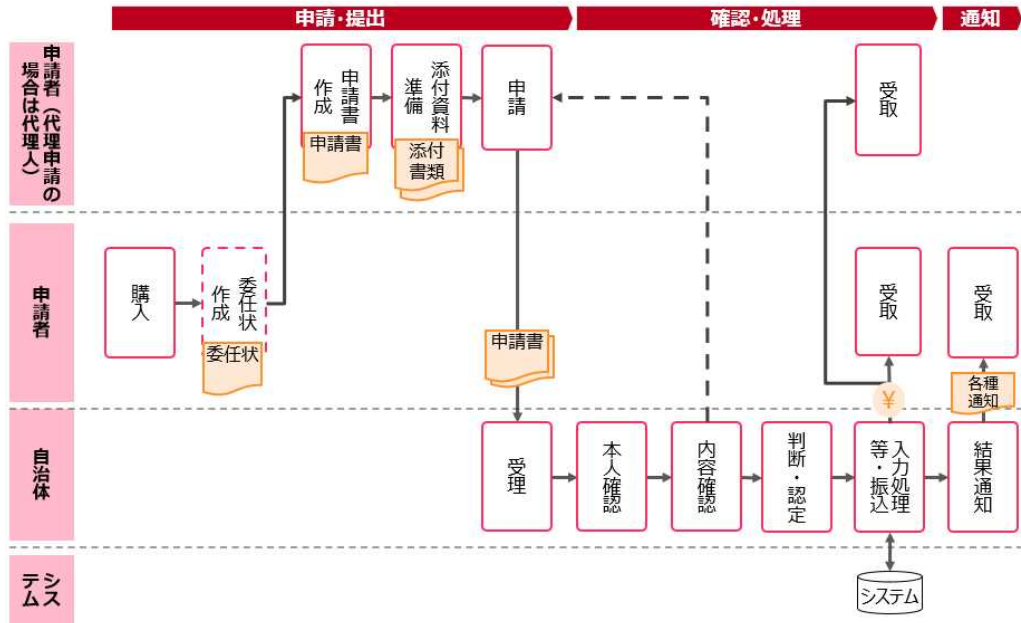 申請・提出
確認・処理
通知
申請者（代理申請の
場合は代理人）
申請書
作成
申請書
添付資料
準備
添付
書類
申請
受取
申請者
購入
委任状
作成
委任状
申請書
受取
受取
¥
各種
通知
自治体
受理
本人確認
内容確認
判断・認定
入力処理
等・振込
結果通知
シス
テム
システム